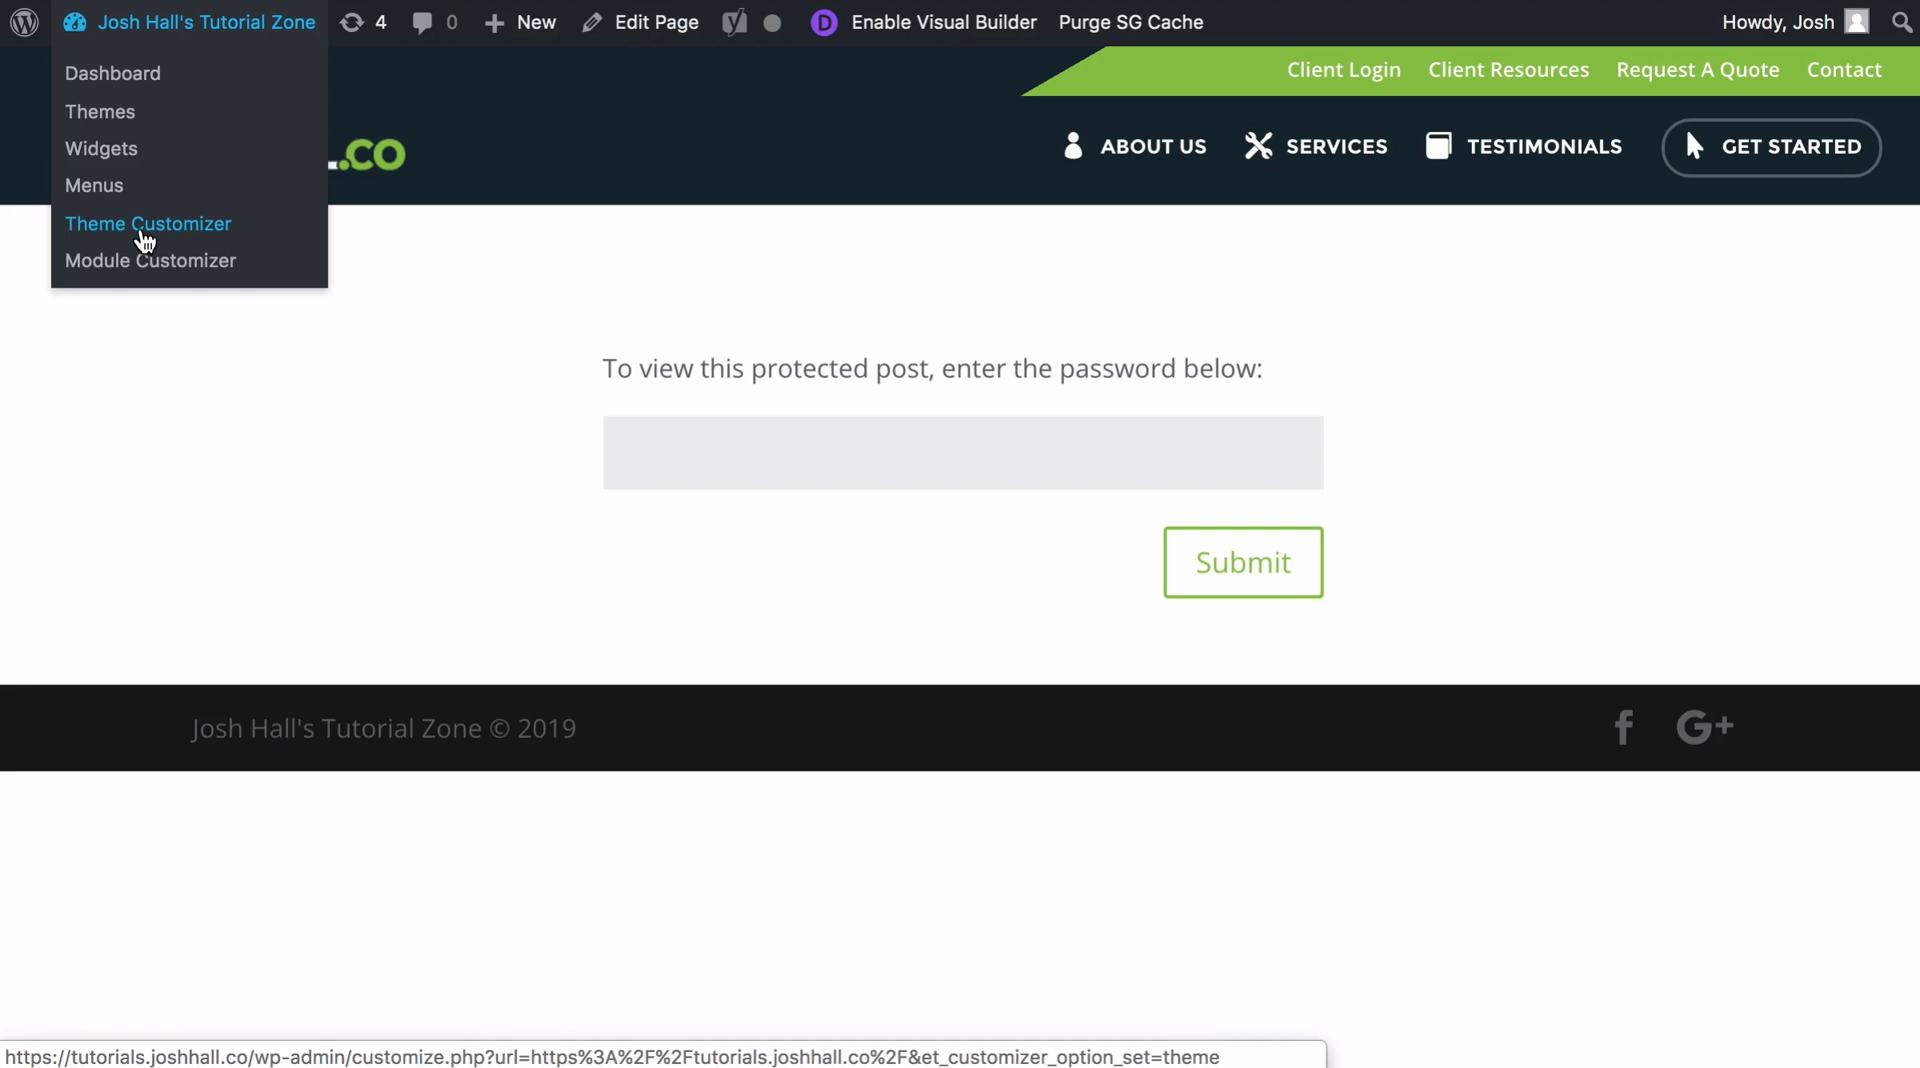 Josh Hall's Tutorial Zone 4 0 New Edit Page Enable Visual Builder Purge SG Cache Howdy, Josh
Dashboard
Themes
Widgets
Menus
Theme Customizer
Module Customizer
Client Login Client Resources Request A Quote Contact
.CO
ABOUT US SERVICES TESTIMONIALS GET STARTED
To view this protected post, enter the password below:
Submit
Josh Hall's Tutorial Zone © 2019
f G+
https://tutorials.joshhall.co/wp-admin/customize.php?url=https%3A%2F%2Ftutorials.joshhall.co%2F&et_customizer_option_set=theme